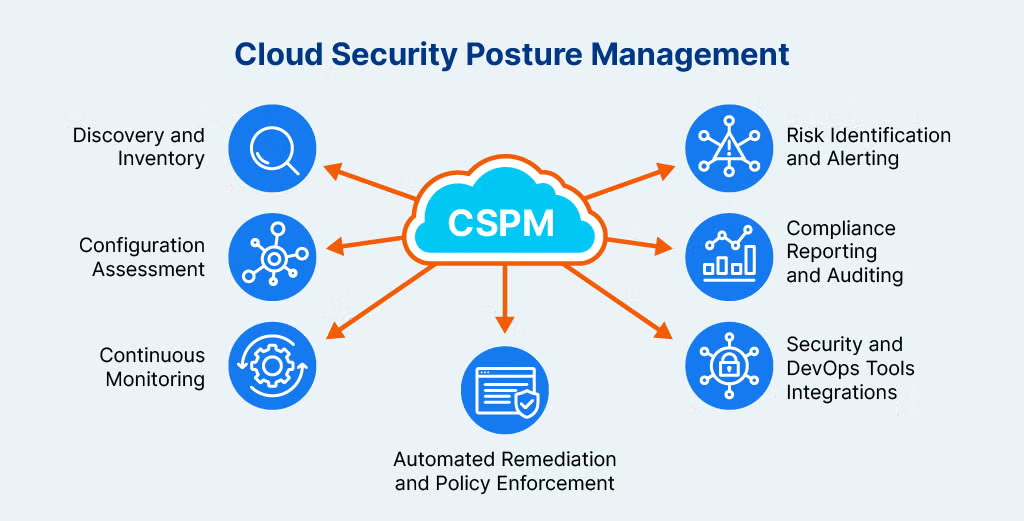 Cloud Security Posture Management
Discovery and
Inventory
Configuration
Assessment
Continuous
Monitoring
CSPM
Risk Identification
and Alerting
Compliance
Reporting
and Auditing
Security and
DevOps Tools
Integrations
Automated Remediation
and Policy Enforcement